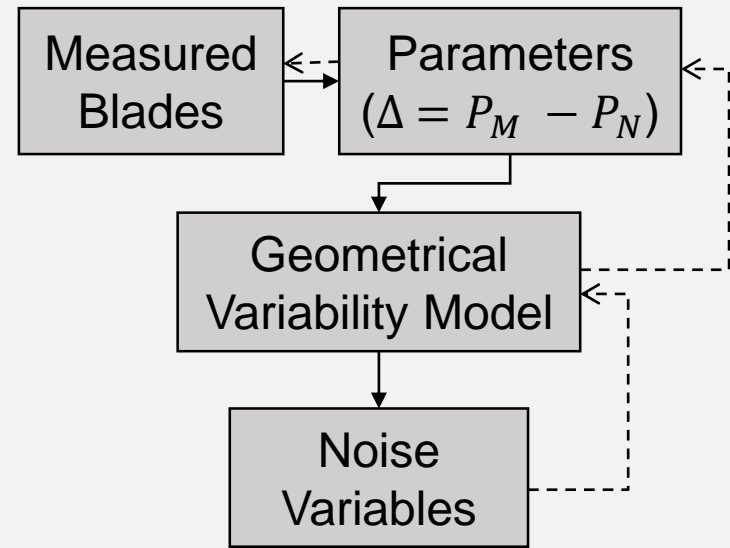 Measured
Blades
Parameters
(Δ = P_M − P_N)
Geometrical
Variability Model
Noise
Variables